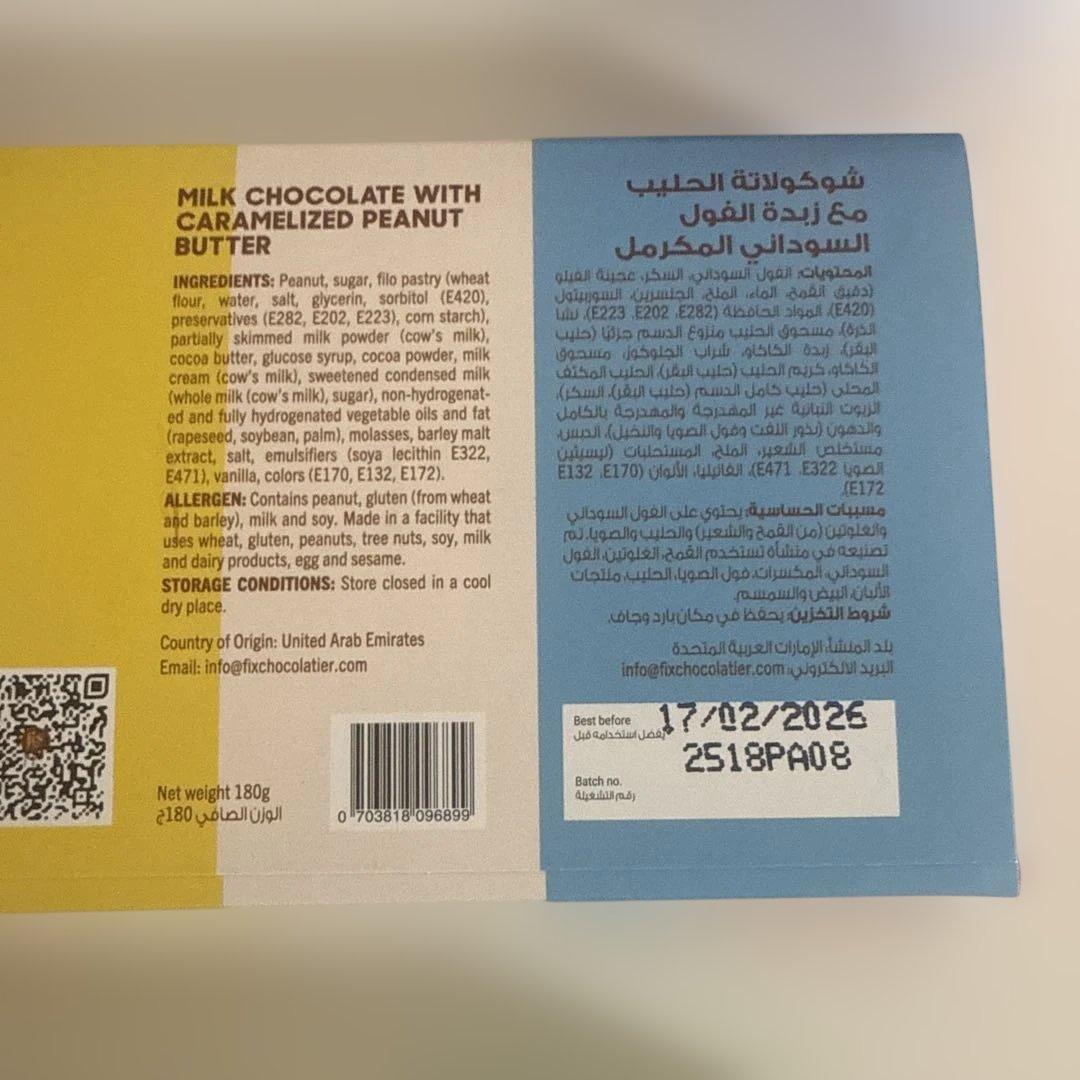 MILK CHOCOLATE WITH
CARAMELIZED PEANUT
BUTTER
INGREDIENTS: Peanut, sugar, filo pastry (wheat
flour, water, salt, glycerin, sorbitol (E420),
preservatives (E282, E202, E223), corn starch),
partially skimmed milk powder (cow's milk),
cocoa butter, glucose syrup, cocoa powder, milk
cream (cow's milk), sweetened condensed milk
(whole milk (cow's milk), sugar), non-hydrogenat-
ed and fully hydrogenated vegetable oils and fat
(rapeseed, soybean, palm), molasses, barley malt
extract, salt, emulsifiers (soya lecithin E322,
E471), vanilla, colors (E170, E132, E172).
ALLERGEN: Contains peanut, gluten (from wheat
and barley), milk and soy. Made in a facility that
uses wheat, gluten, peanuts, tree nuts, soy, milk
and dairy products, egg and sesame.
STORAGE CONDITIONS: Store closed in a cool
dry place.
Country of Origin: United Arab Emirates
Email: info@fixchocolatier.com
Net weight 180g
الوزن الصافي 180ج
0 703818 096899
شوكولاتة الحليب
مع زبدة الفول
السوداني المكرمل
المحتويات: الفول السوداني، السكر، عجينة الفيلو
(دقيق القمح، الماء، الملح، الجلسرين، السوربيتول
(E420)، المواد الحافظة (E282، E202، E223)، نشا
الذرة)، مسحوق الحليب منزوع الدسم جزئيًا (حليب
البقر)، زبدة الكاكاو، شراب الجلوكوز، مسحوق
الكاكاو، كريم الحليب (حليب البقر)، الحليب المكثف
المحلى (حليب كامل الدسم (حليب البقر)، السكر)،
الزيوت النباتية غير المهدرجة والمهدرجة بالكامل
والدهون (بذور اللفت وفول الصويا والنخيل)، الدبس،
مستخلص الشعير، الملح، المستحلبات (ليسيثين
الصويا E322، E471)، الفانيليا، الألوان (E170، E132
E172).
مسببات الحساسية: يحتوي على الفول السوداني
والغلوتين (من القمح والشعير) والحليب والصويا. تم
تصنيعه في منشأة تستخدم القمح، الغلوتين، الفول
السوداني، المكسرات، فول الصويا، الحليب، منتجات
الألبان، البيض والسمسم.
شروط التخزين: يحفظ في مكان بارد وجاف.
بلد المنشأ: الإمارات العربية المتحدة
البريد الالكتروني: info@fixchocolatier.com
Best before 17/02/2026
يفضل استخدامه قبل
2518PA08
Batch no.
رقم التشغيلة